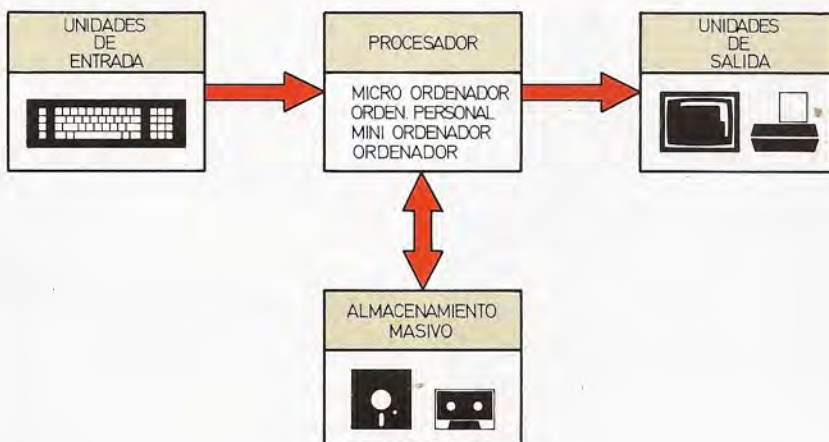 UNIDADES
DE
ENTRADA
PROCESADOR
MICRO ORDENADOR
ORDEN. PERSONAL
MINI ORDENADOR
ORDENADOR
UNIDADES
DE
SALIDA
ALMACENAMIENTO
MASIVO